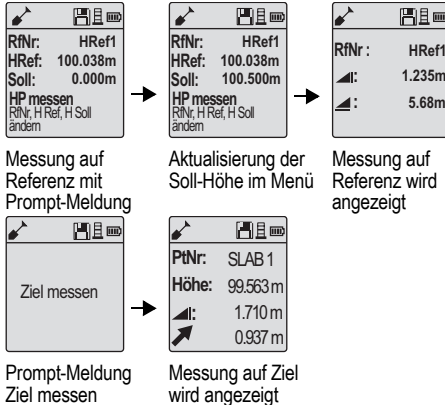 RfNr: HRef1
HRef: 100.038m
Soll: 0.000m
HP messen
RfNr, H Ref, H Soll
ändern
Messung auf
Referenz mit
Prompt-Meldung
RfNr: HRef1
HRef: 100.038m
Soll: 100.500m
HP messen
RfNr, H Ref, H Soll
ändern
Aktualisierung der
Soll-Höhe im Menü
RfNr : HRef1
: 1.235m
: 5.68m
Messung auf
Referenz wird
angezeigt
Ziel messen
Prompt-Meldung
Ziel messen
PtNr: SLAB 1
Höhe: 99.563 m
: 1.710 m
0.937 m
Messung auf Ziel
wird angezeigt